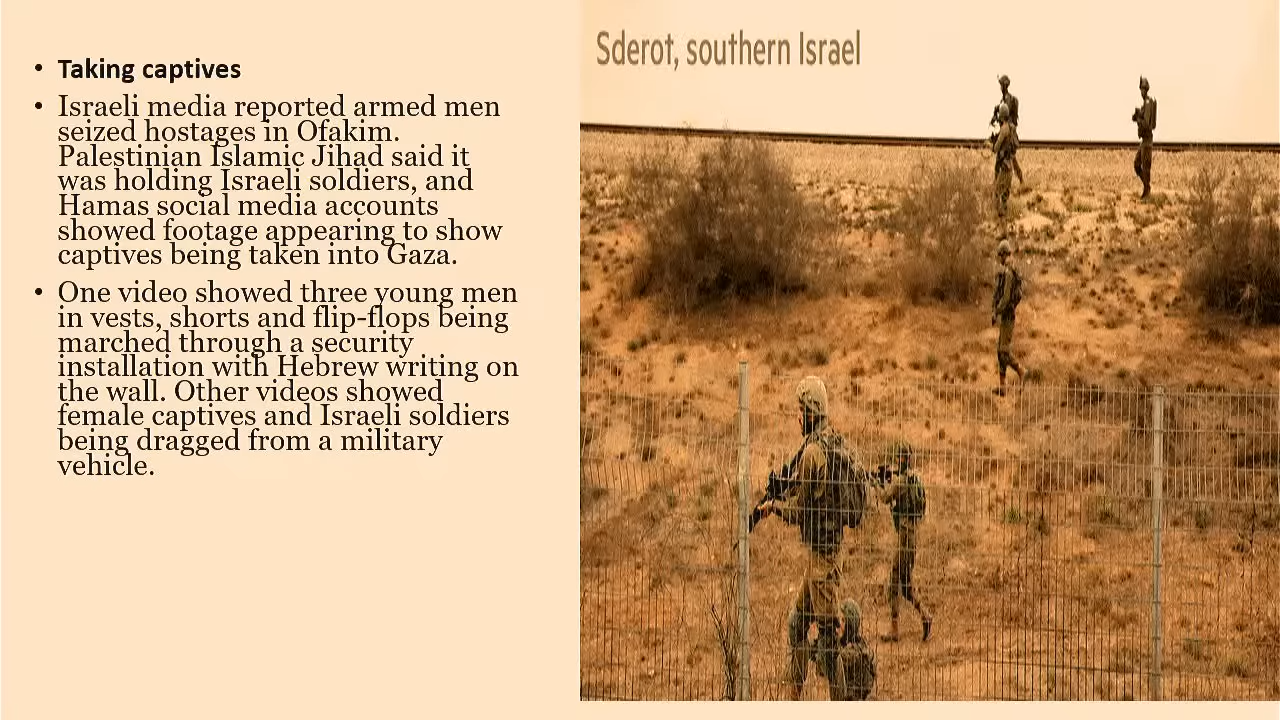 • Taking captives
• Israeli media reported armed men
seized hostages in Ofakim.
Palestinian Islamic Jihad said it
was holding Israeli soldiers, and
Hamas social media accounts
showed footage appearing to show
captives being taken into Gaza.
• One video showed three young men
in vests, shorts and flip-flops being
marched through a security
installation with Hebrew writing on
the wall. Other videos showed
female captives and Israeli soldiers
being dragged from a military
vehicle.
Sderot, southern Israel